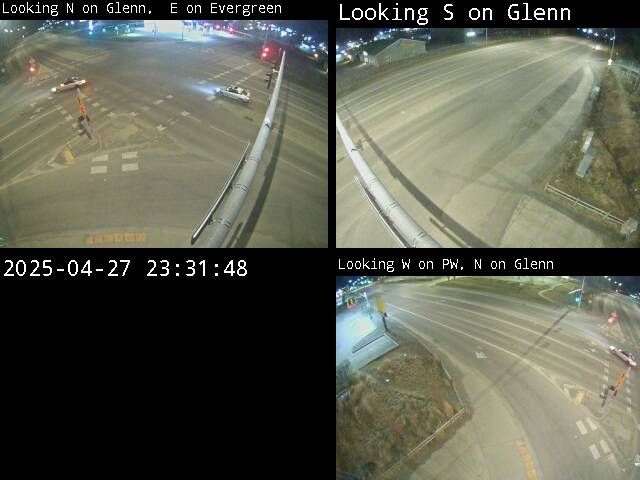 Looking N on Glenn,  E on Evergreen
Looking S on Glenn
2025-04-27 23:31:48
Looking W on PW, N on Glenn